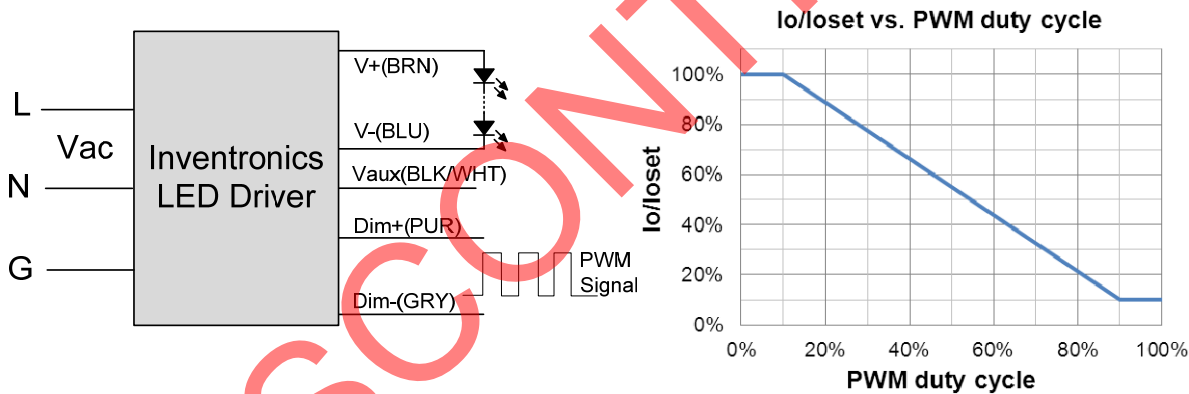 L
Vac
N
G
Inventronics
LED Driver
V+(BRN)
V-(BLU)
Vaux(BLK/WHT)
Dim+(PUR)
Dim-(GRY)
PWM
Signal
Io/Ioset vs. PWM duty cycle
Io/Ioset
100%
80%
60%
40%
20%
0%
0% 20% 40% 60% 80% 100%
PWM duty cycle
SCONT